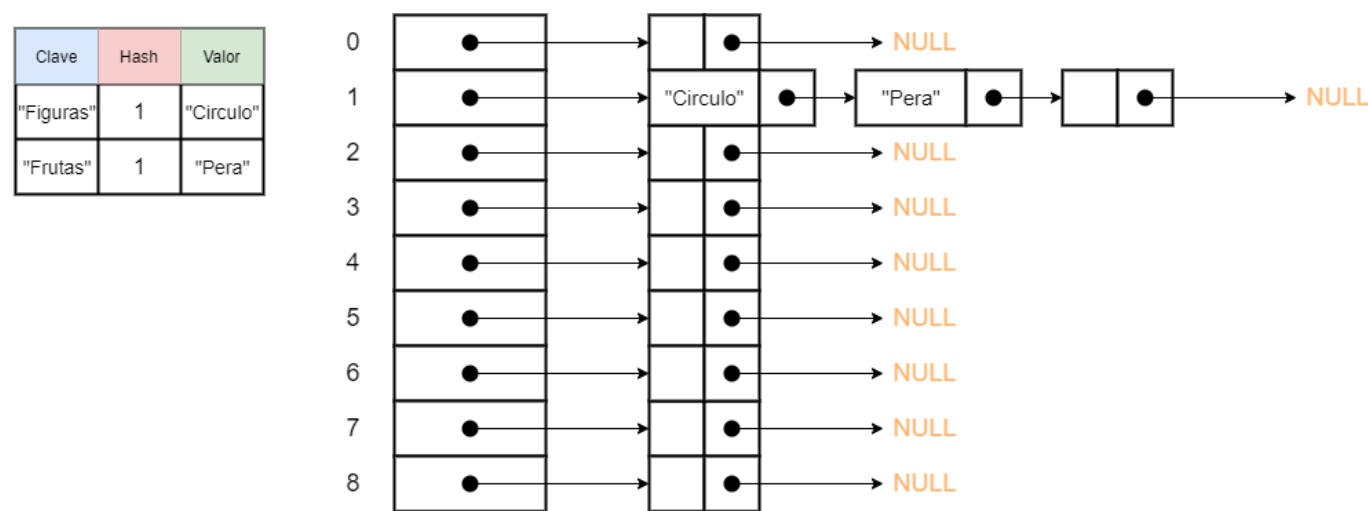 Clave Hash Valor
"Figuras" 1 "Circulo"
"Frutas" 1 "Pera"
0 NULL
1 "Circulo" "Pera" NULL
2 NULL
3 NULL
4 NULL
5 NULL
6 NULL
7 NULL
8 NULL